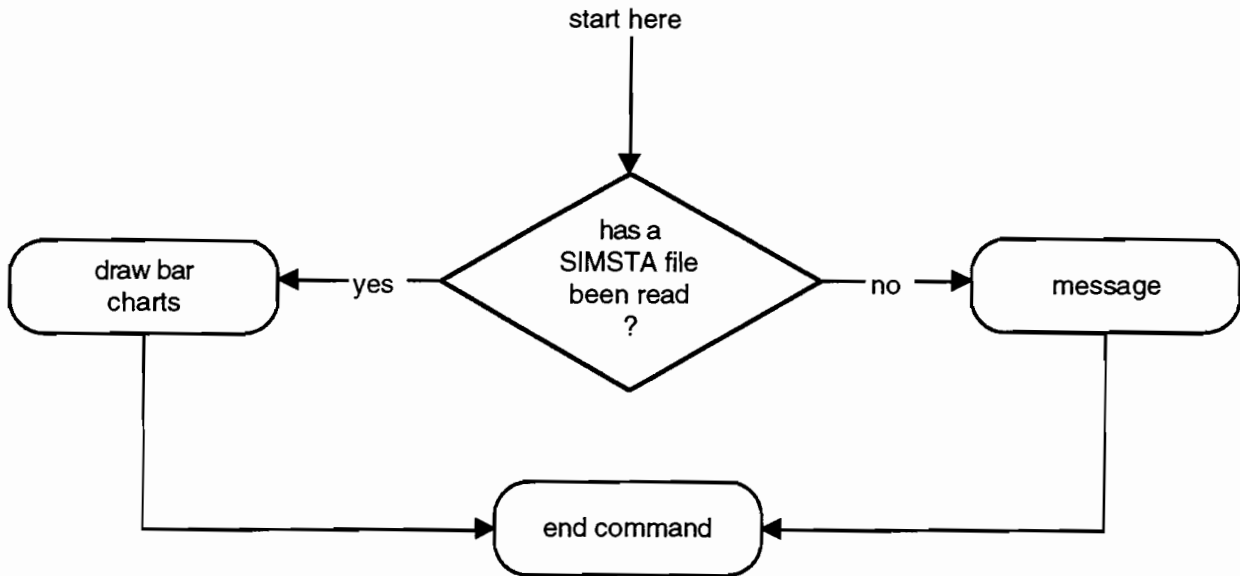 start here
has a
SIMSTA file
been read
?
draw bar
charts
yes
no
message
end command